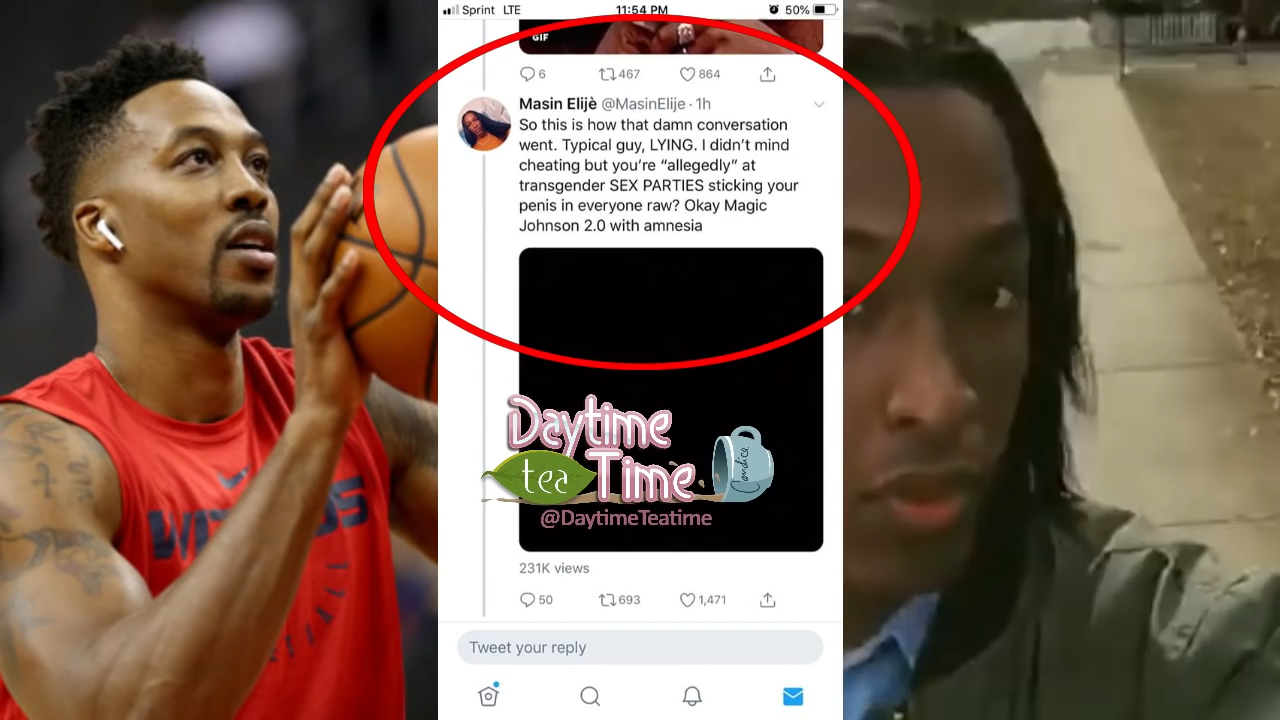 Sprint LTE
11:54 PM
50%
GIF
6 467 864
Masin Elijè @MasinElije · 1h
So this is how that damn conversation
went. Typical guy, LYING. I didn’t mind
cheating but you’re “allegedly” at
transgender SEX PARTIES sticking your
penis in everyone raw? Okay Magic
Johnson 2.0 with amnesia
Daytime
tea Time
Candice
@DaytimeTeatime
231K views
50 693 1,471
Tweet your reply